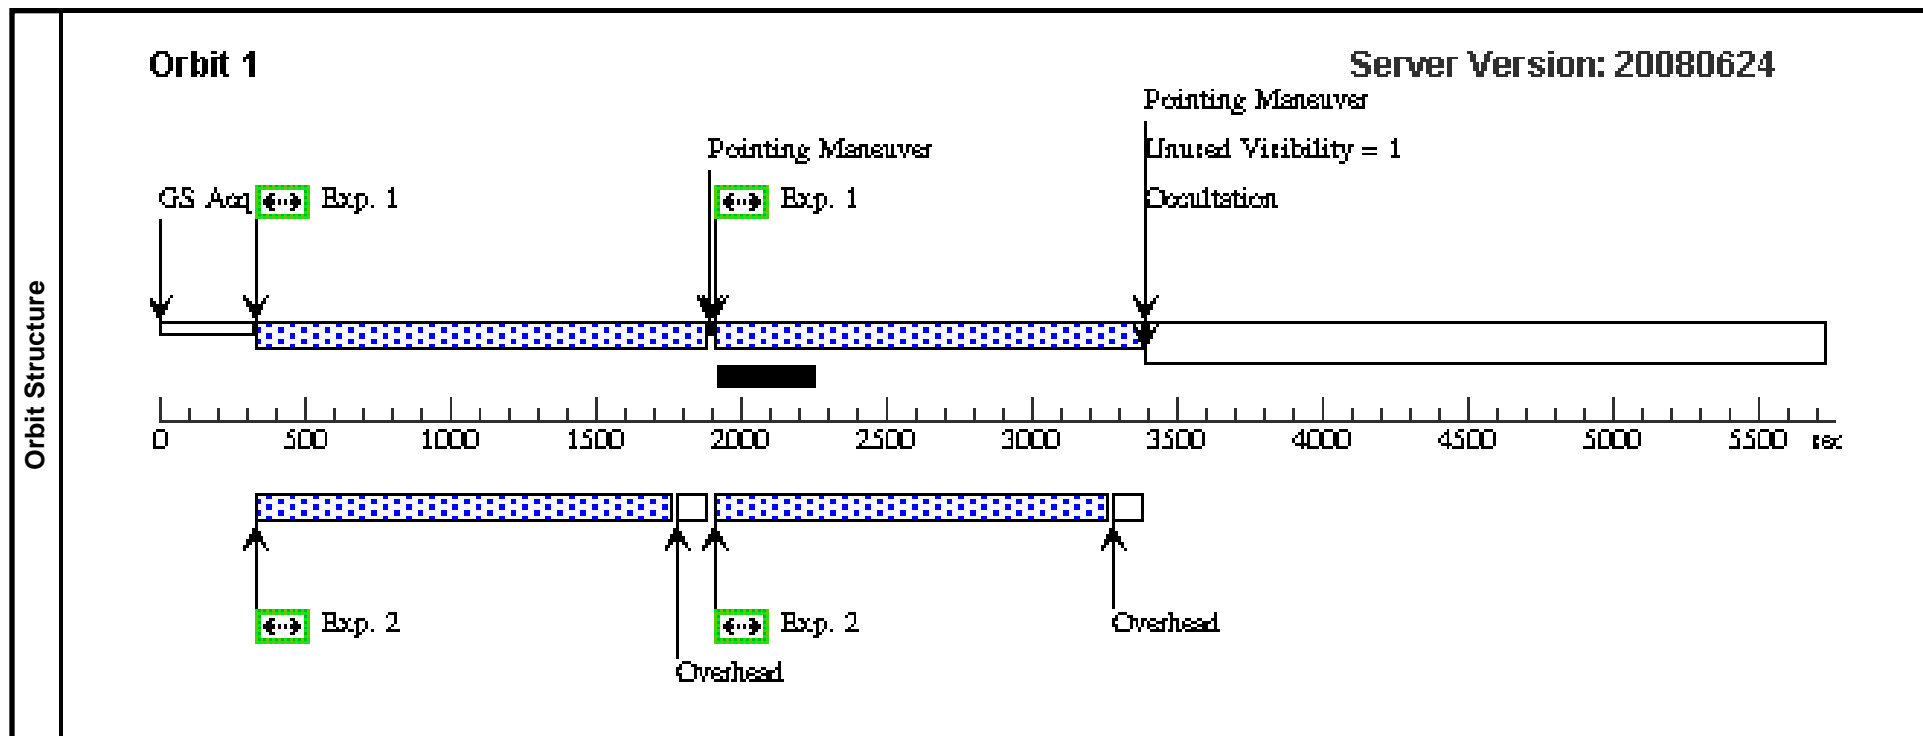 Orbit 1
Server Version: 20080624
Pointing Maneuver
Pointing Maneuver
Unused Visibility = 1
GS Acq
Exp. 1
Exp. 1
Occultation
0 500 1000 1500 2000 2500 3000 3500 4000 4500 5000 5500 sec
Exp. 2
Exp. 2
Overhead
Overhead
Orbit Structure